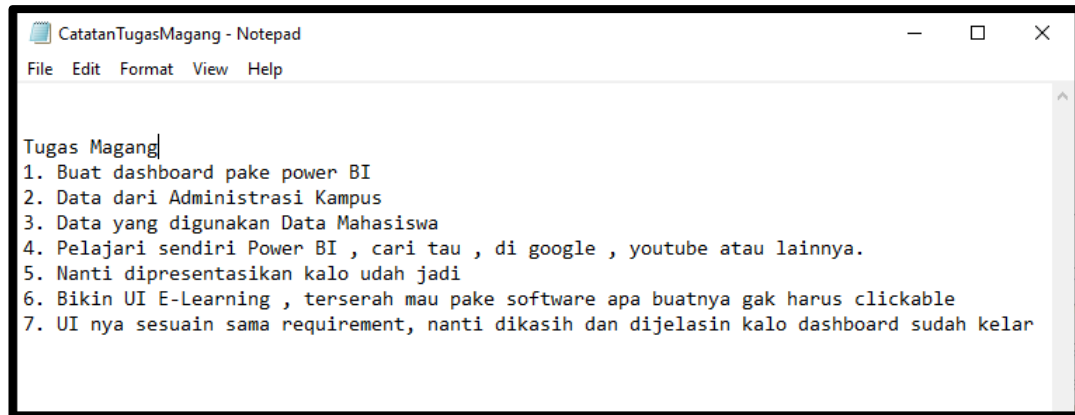 CatatanTugasMagang - Notepad
File Edit Format View Help
Tugas Magang
1. Buat dashboard pake power BI
2. Data dari Administrasi Kampus
3. Data yang digunakan Data Mahasiswa
4. Pelajari sendiri Power BI , cari tau , di google , youtube atau lainnya.
5. Nanti dipresentasikan kalo udah jadi
6. Bikin UI E-Learning , terserah mau pake software apa buatnya gak harus clickable
7. UI nya sesuain sama requirement, nanti dikasih dan dijelasin kalo dashboard sudah kelar